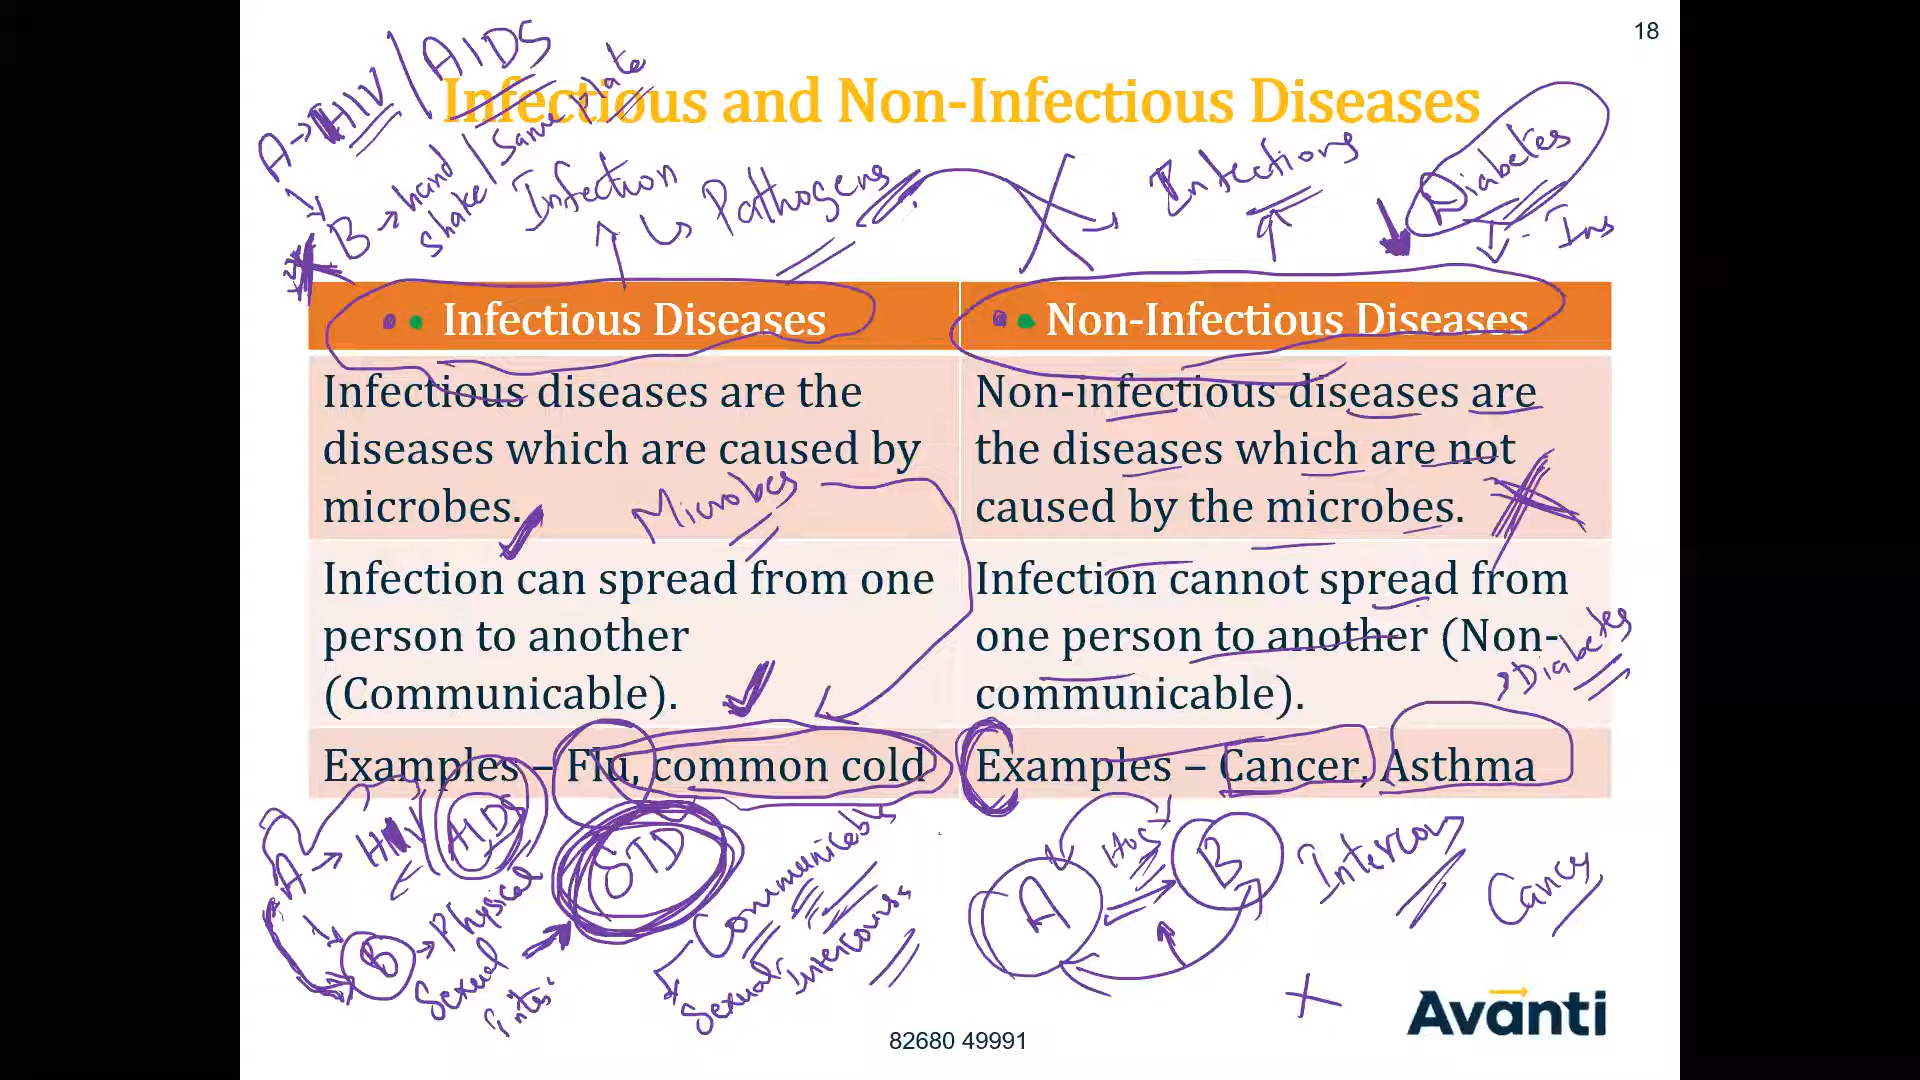 18
A → HIV / AIDS
Infectious and Non-Infectious Diseases
B → hand shake / Same plate
Infection
↳ Pathogens
Infections
Diabetes
Ins
• • Infectious Diseases
• • Non-Infectious Diseases
Infectious diseases are the
diseases which are caused by
microbes.
Microbes
Non-infectious diseases are
the diseases which are not
caused by the microbes.
Infection can spread from one
person to another
(Communicable).
Infection cannot spread from
one person to another (Non-
communicable).
Diabetes
Examples – Flu, common cold
Examples – Cancer, Asthma
A → HIV / AIDS
B → Physical
Sexual
STD
Communicable
Sexual Intercourse
A
B
Avanti
82680 49991